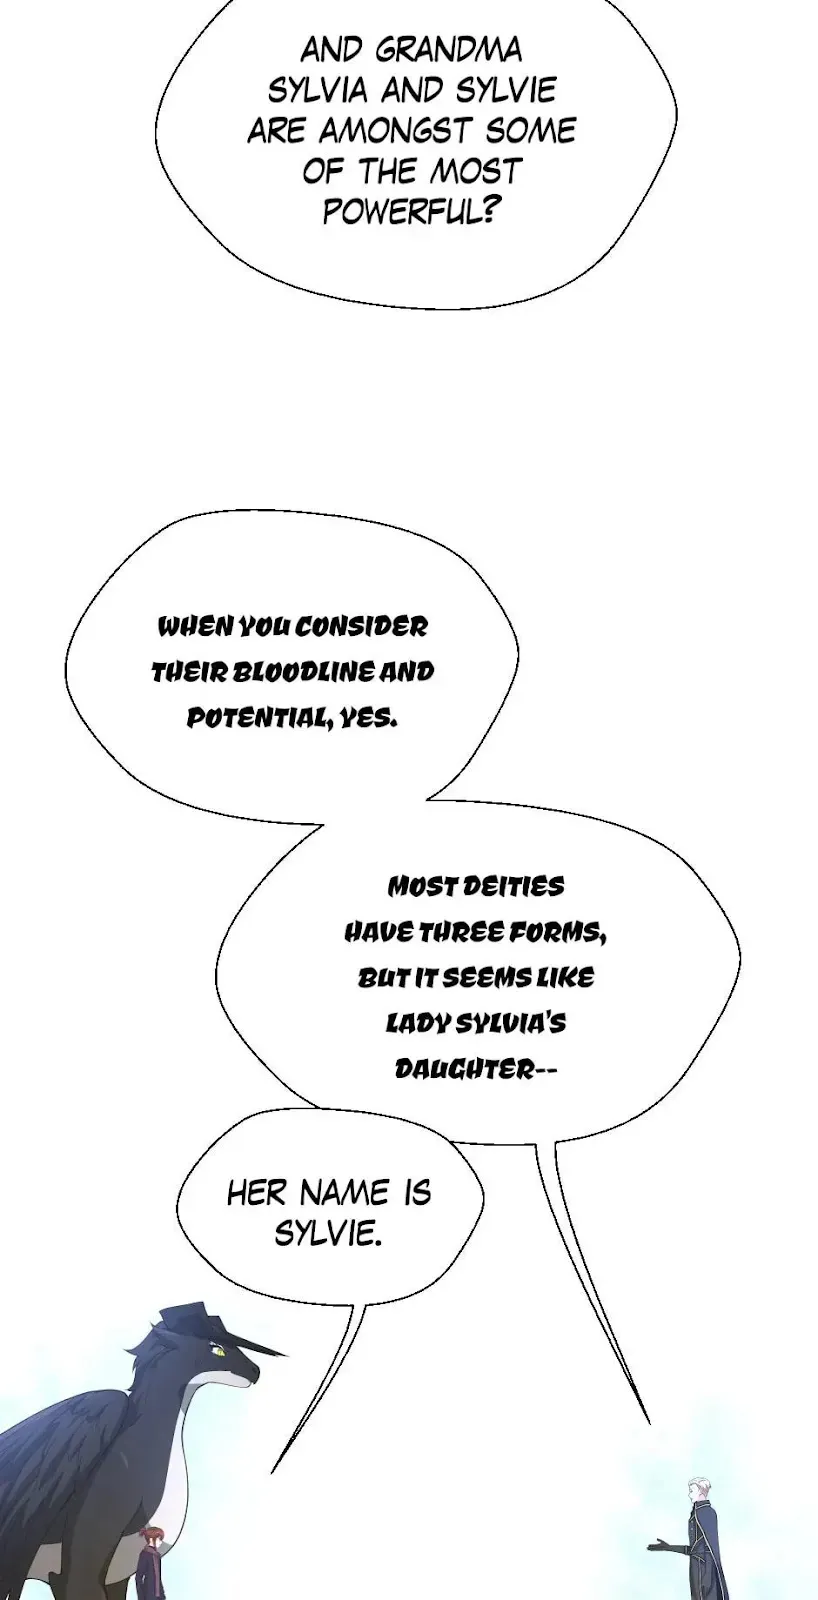 AND GRANDMA
SYLVIA AND SYLVIE
ARE AMONGST SOME
OF THE MOST
POWERFUL?
WHEN YOU CONSIDER
THEIR BLOODLINE AND
POTENTIAL, YES.
MOST DEITIES
HAVE THREE FORMS,
BUT IT SEEMS LIKE
LADY SYLVIA'S
DAUGHTER--
HER NAME IS
SYLVIE.